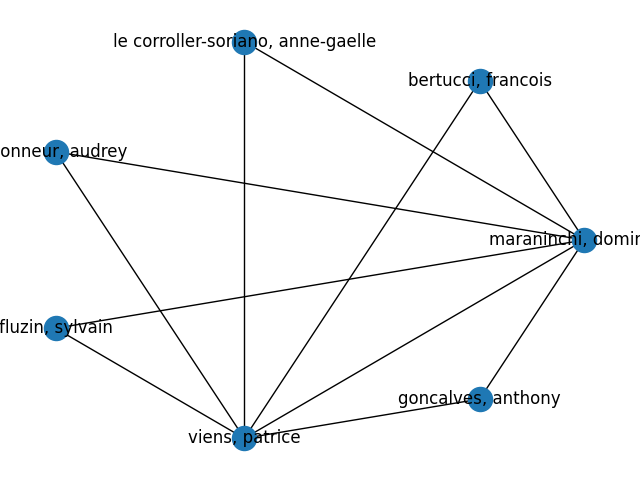 le corroller-soriano, anne-gaelle
bertucci, francois
onneur, audrey
maraninchi, domin
fluzin, sylvain
goncalves, anthony
viens, patrice